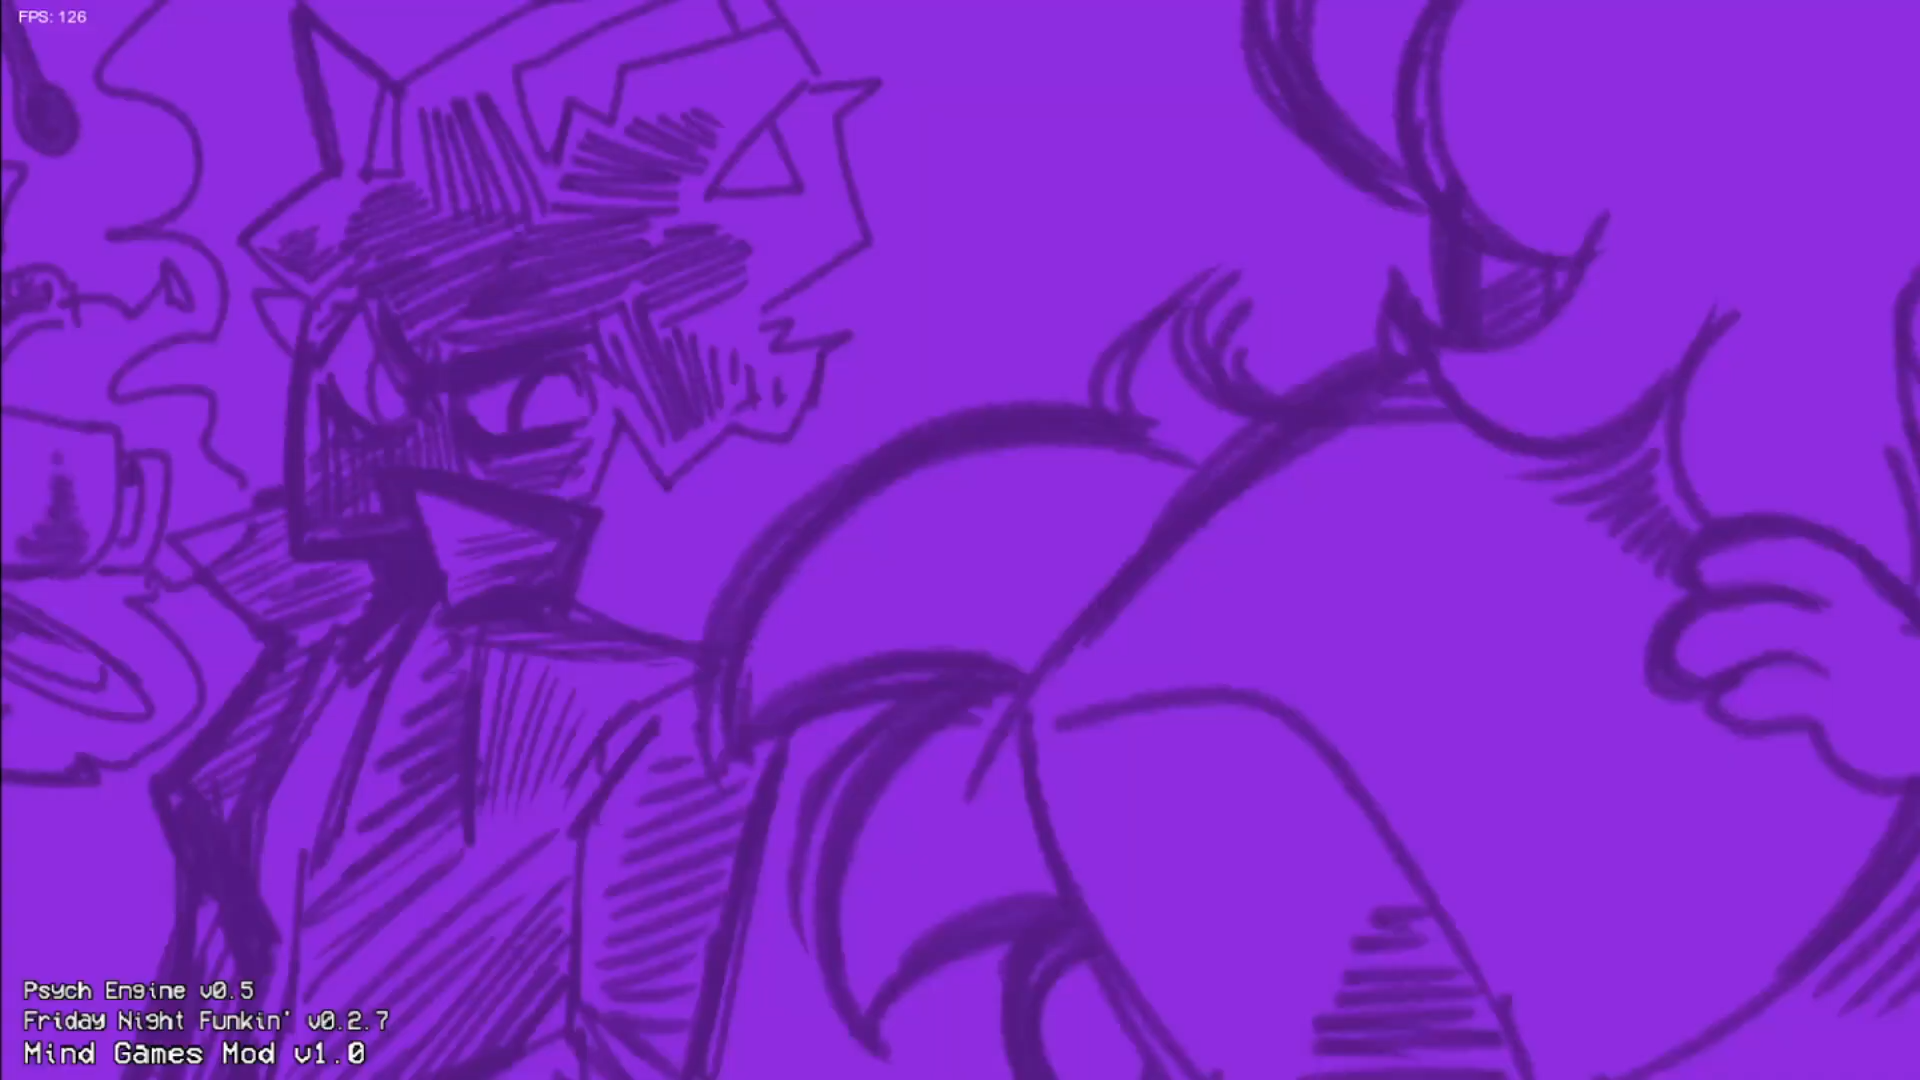 FPS: 126
Psych Engine v0.5
Friday Night Funkin' v0.2.7
Mind Games Mod v1.0